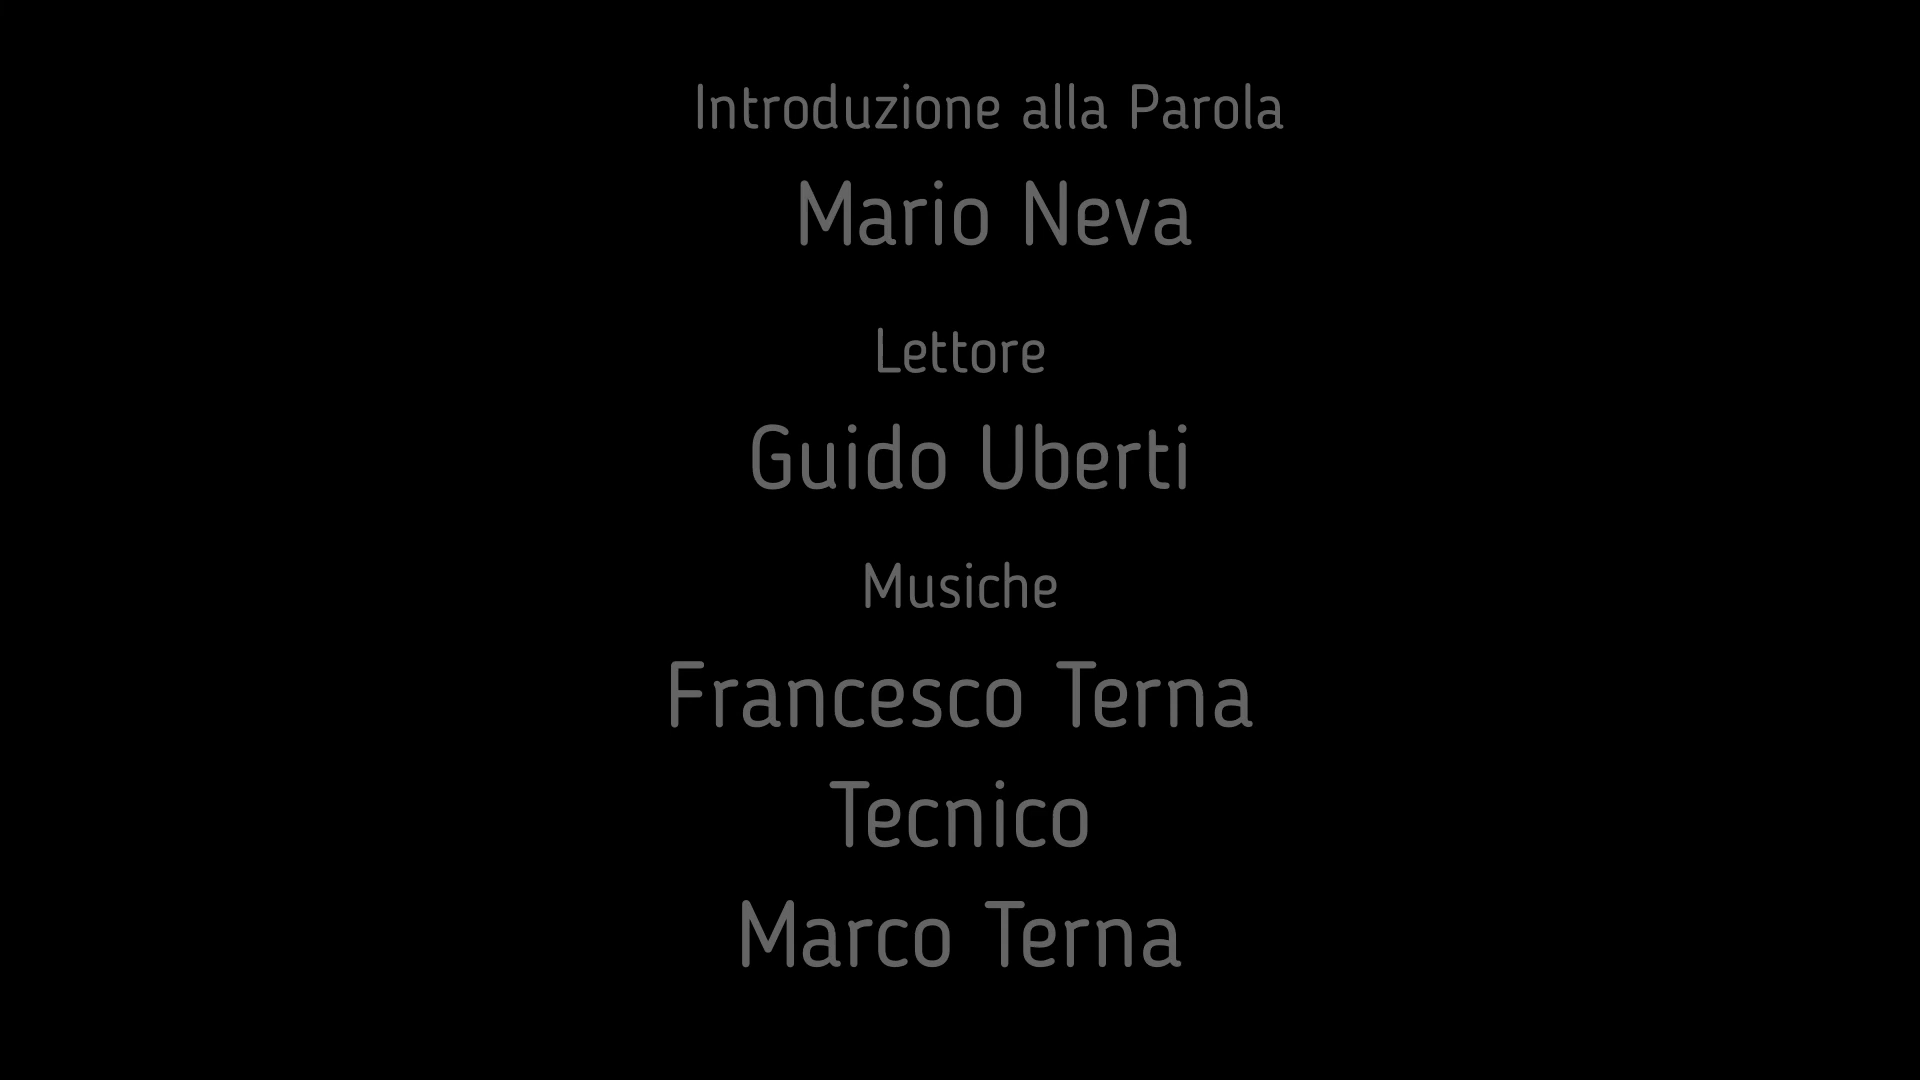 Introduzione alla Parola
Mario Neva
Lettore
Guido Uberti
Musiche
Francesco Terna
Tecnico
Marco Terna